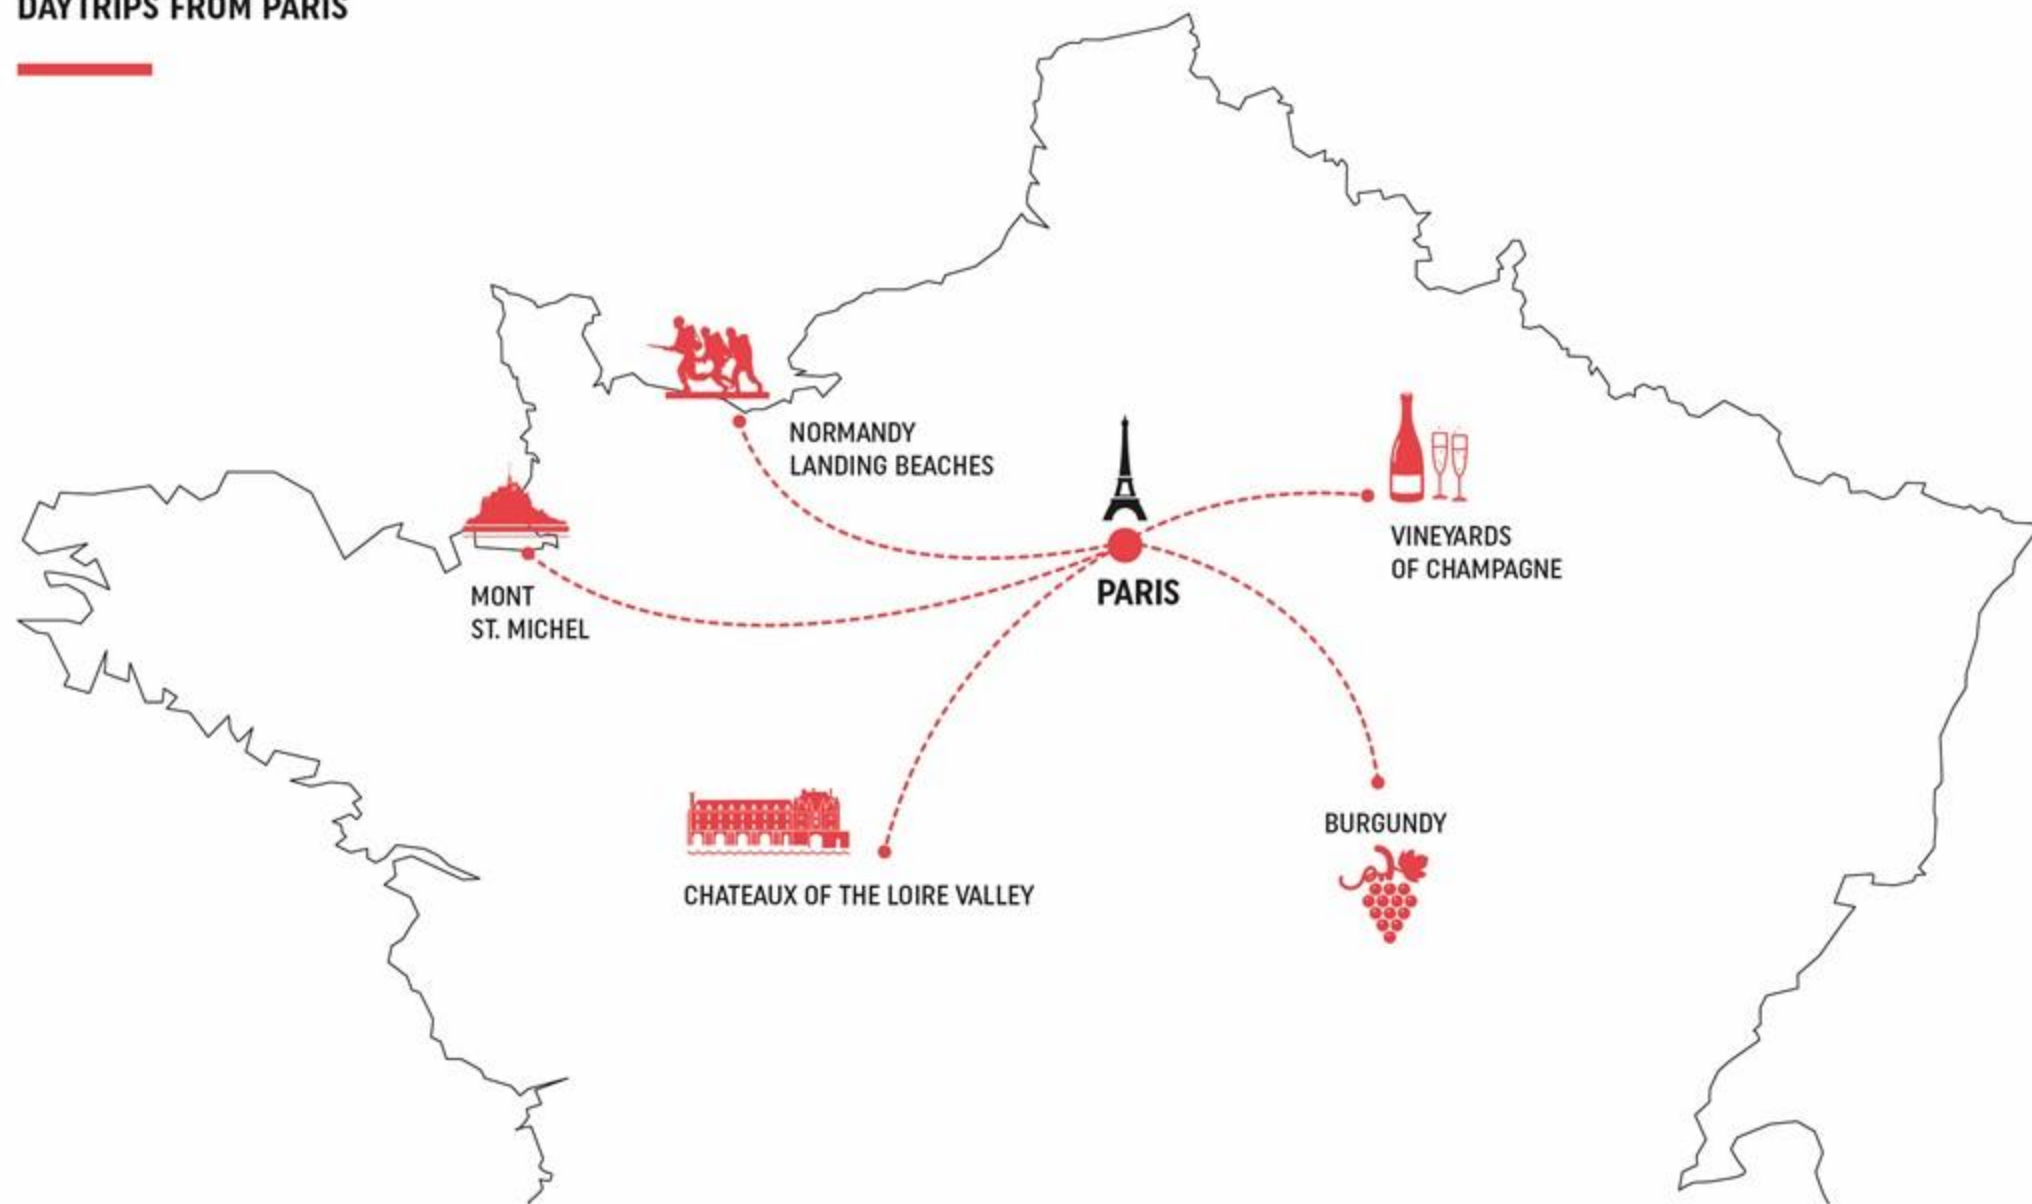 DAYTRIPS FROM PARIS
NORMANDY
LANDING BEACHES
VINEYARDS
OF CHAMPAGNE
PARIS
MONT
ST. MICHEL
BURGUNDY
CHATEAUX OF THE LOIRE VALLEY